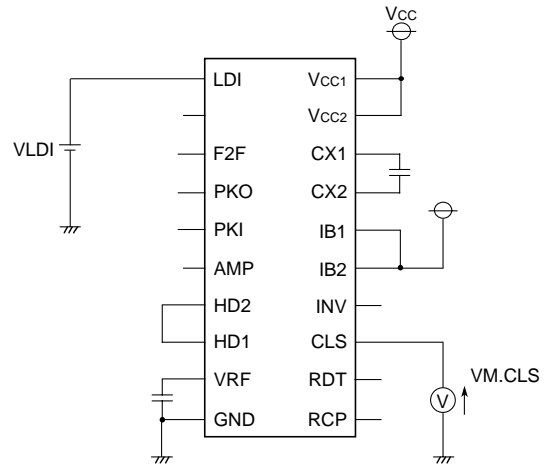 VCC
LDI VCC1
VCC2
VLDI
F2F CX1
PKO CX2
PKI IB1
AMP IB2
HD2 INV
HD1 CLS
VRF RDT
VM.CLS
V
GND RCP